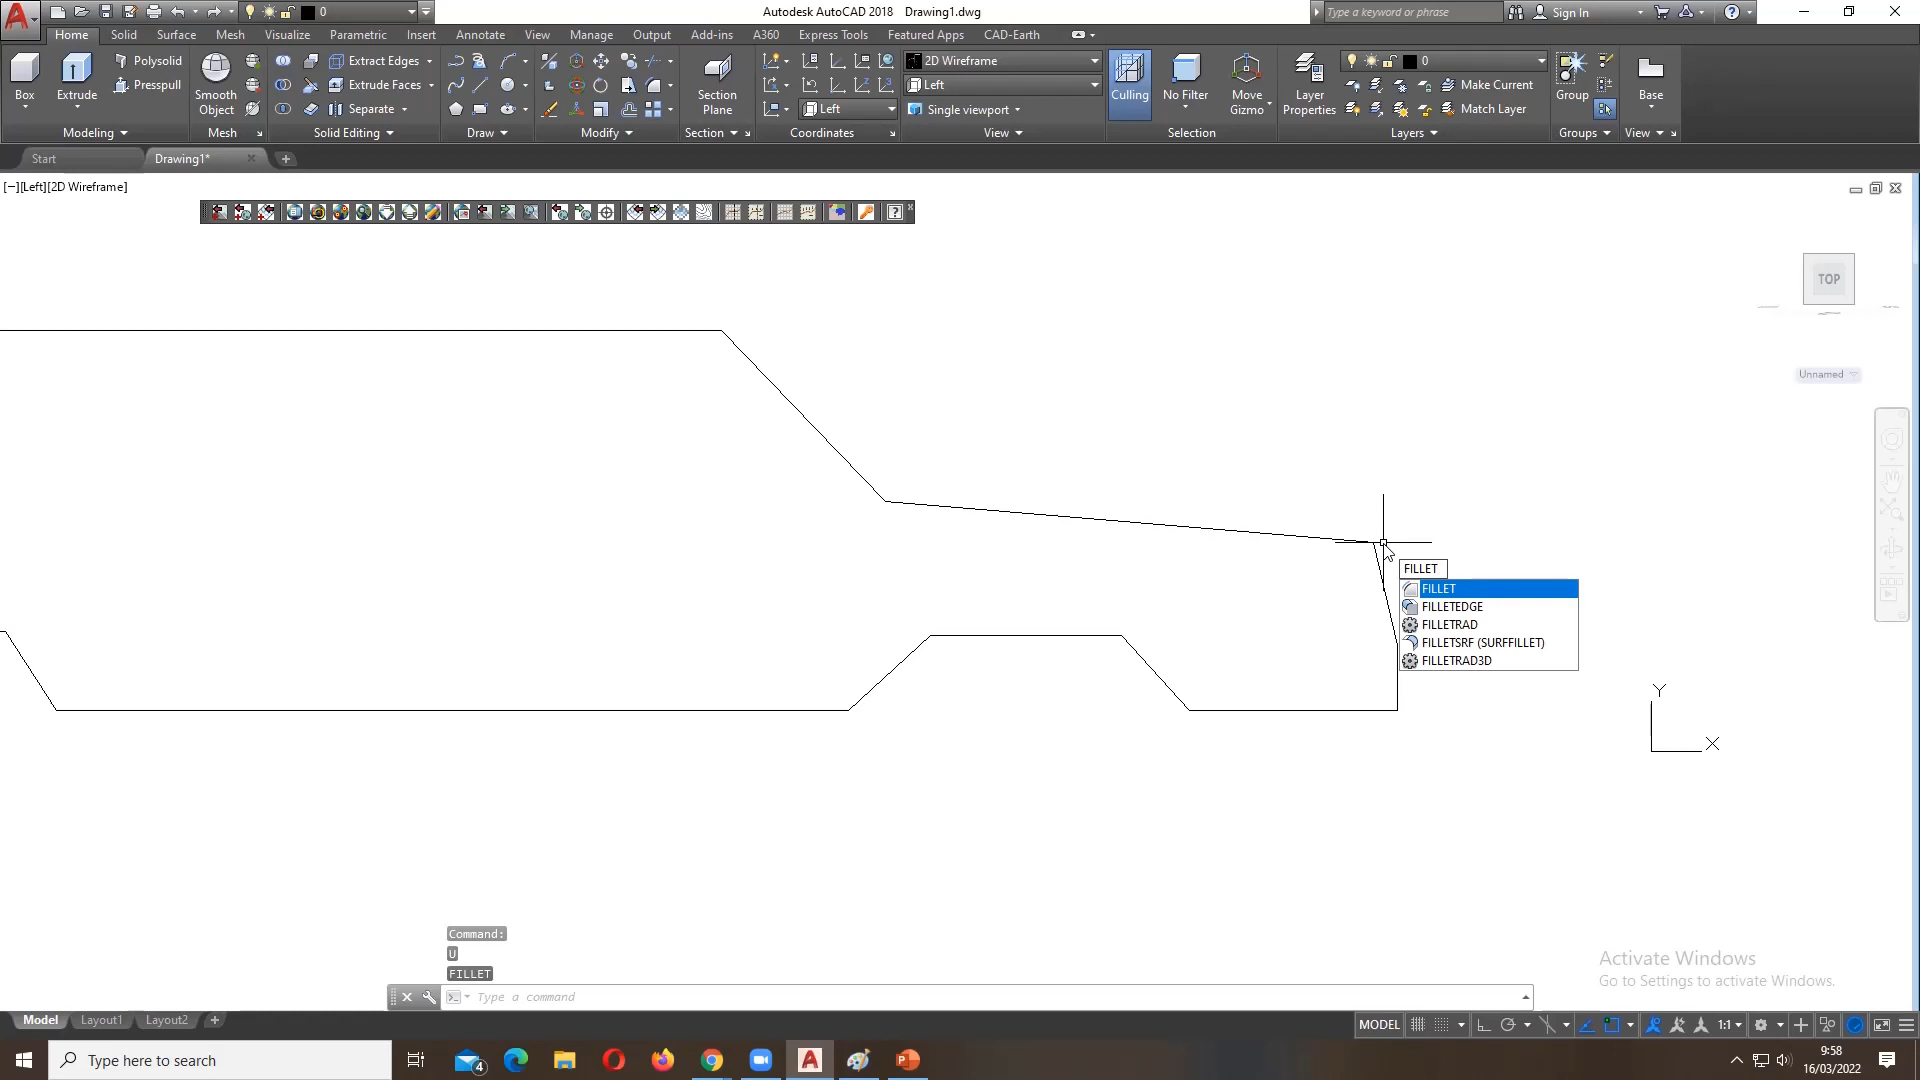 Autodesk AutoCAD 2018 Drawing1.dwg
0
Type a keyword or phrase
Sign In
Home Solid Surface Mesh Visualize Parametric Insert Annotate View Manage Output Add-ins A360 Express Tools Featured Apps CAD-Earth
Box
Extrude
Polysolid
Presspull
Modeling
Smooth
Object
Mesh
Extract Edges
Extrude Faces
Separate
Solid Editing
Draw
Modify
Section
Plane
Section
Left
Coordinates
2D Wireframe
Left
Single viewport
View
Culling
No Filter
Move
Gizmo
Selection
Layer
Properties
0
Make Current
Match Layer
Layers
Group
Groups
Base
View
Start
Drawing1*
[−][Left][2D Wireframe]
TOP
Unnamed
FILLET
FILLET
FILLETEDGE
FILLETRAD
FILLETSRF (SURFFILLET)
FILLETRAD3D
Y
X
Command:
U
FILLET
Type a command
Activate Windows
Go to Settings to activate Windows.
Model Layout1 Layout2
MODEL
1:1
Type here to search
4
9:58
16/03/2022